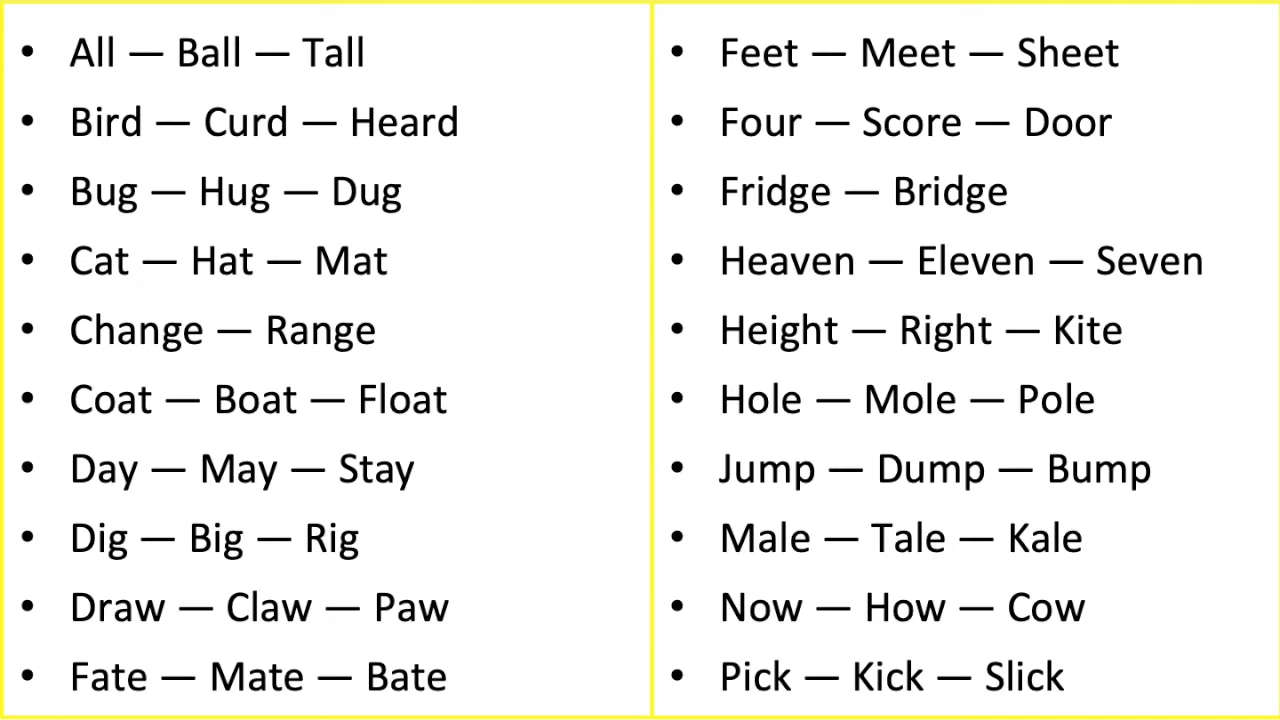 • All — Ball — Tall
• Bird — Curd — Heard
• Bug — Hug — Dug
• Cat — Hat — Mat
• Change — Range
• Coat — Boat — Float
• Day — May — Stay
• Dig — Big — Rig
• Draw — Claw — Paw
• Fate — Mate — Bate
• Feet — Meet — Sheet
• Four — Score — Door
• Fridge — Bridge
• Heaven — Eleven — Seven
• Height — Right — Kite
• Hole — Mole — Pole
• Jump — Dump — Bump
• Male — Tale — Kale
• Now — How — Cow
• Pick — Kick — Slick